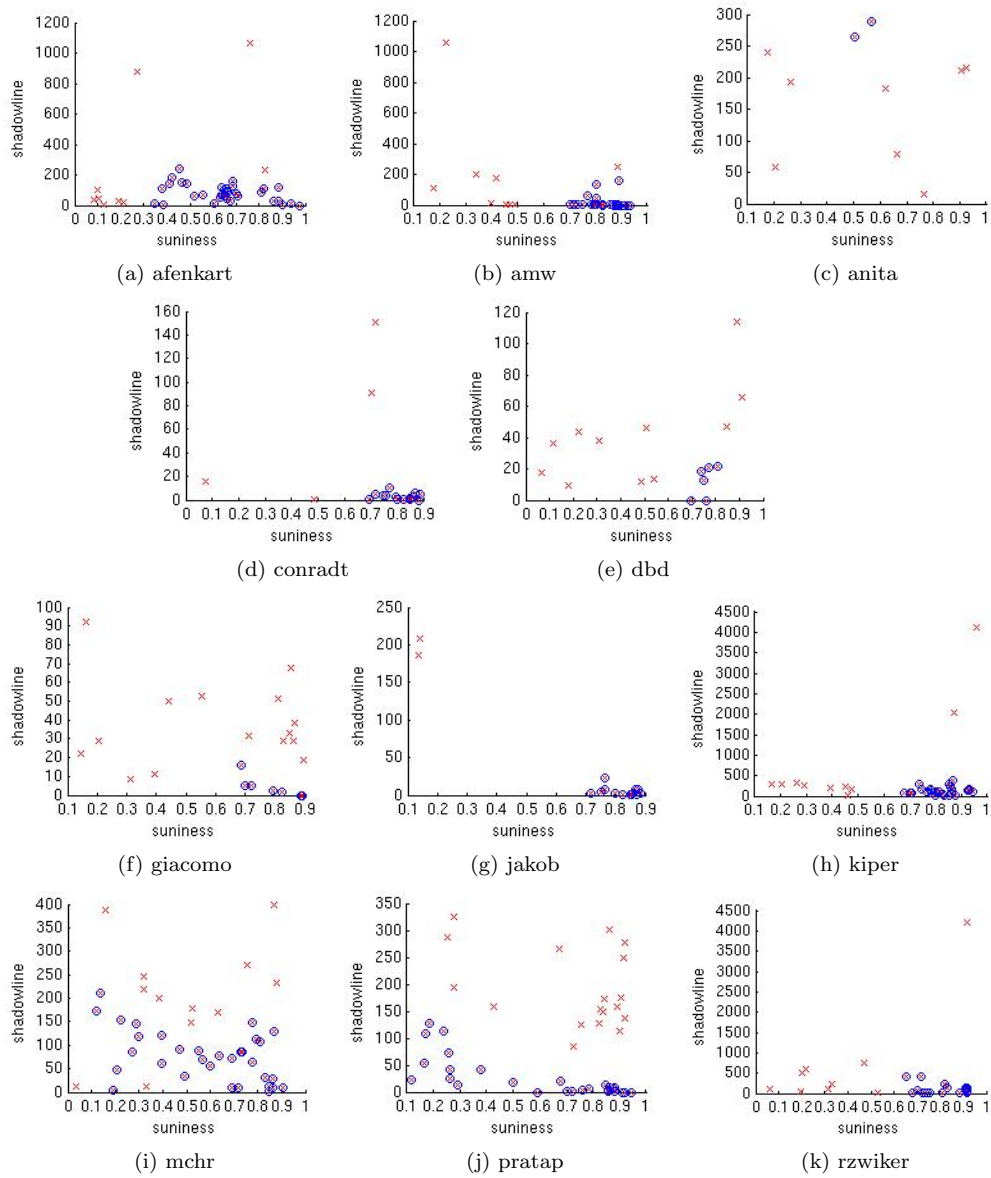 1200
1000
800
600
400
200
0
shadowline
0 0.1 0.2 0.3 0.4 0.5 0.6 0.7 0.8 0.9 1
suniness
(a) afenkart
1200
1000
800
600
400
200
0
shadowline
0 0.1 0.2 0.3 0.4 0.5 0.6 0.7 0.8 0.9 1
suniness
(b) amw
300
250
200
150
100
50
0
shadowline
0.1 0.2 0.3 0.4 0.5 0.6 0.7 0.8 0.9 1
suniness
(c) anita
160
140
120
100
80
60
40
20
0
shadowline
0 0.1 0.2 0.3 0.4 0.5 0.6 0.7 0.8 0.9
suniness
(d) conradt
120
100
80
60
40
20
0
shadowline
0 0.1 0.2 0.3 0.4 0.5 0.6 0.7 0.8 0.9 1
suniness
(e) dbd
100
90
80
70
60
50
40
30
20
10
0
shadowline
0.1 0.2 0.3 0.4 0.5 0.6 0.7 0.8 0.9
suniness
(f) giacomo
250
200
150
100
50
0
shadowline
0.1 0.2 0.3 0.4 0.5 0.6 0.7 0.8 0.9
suniness
(g) jakob
4500
4000
3500
3000
2500
2000
1500
1000
500
0
shadowline
0.1 0.2 0.3 0.4 0.5 0.6 0.7 0.8 0.9 1
suniness
(h) kiper
400
350
300
250
200
150
100
50
0
shadowline
0 0.1 0.2 0.3 0.4 0.5 0.6 0.7 0.8 0.9 1
suniness
(i) mchr
350
300
250
200
150
100
50
0
shadowline
0.1 0.2 0.3 0.4 0.5 0.6 0.7 0.8 0.9 1
suniness
(j) pratap
4500
4000
3500
3000
2500
2000
1500
1000
500
0
shadowline
0 0.1 0.2 0.3 0.4 0.5 0.6 0.7 0.8 0.9 1
suniness
(k) rzwiker